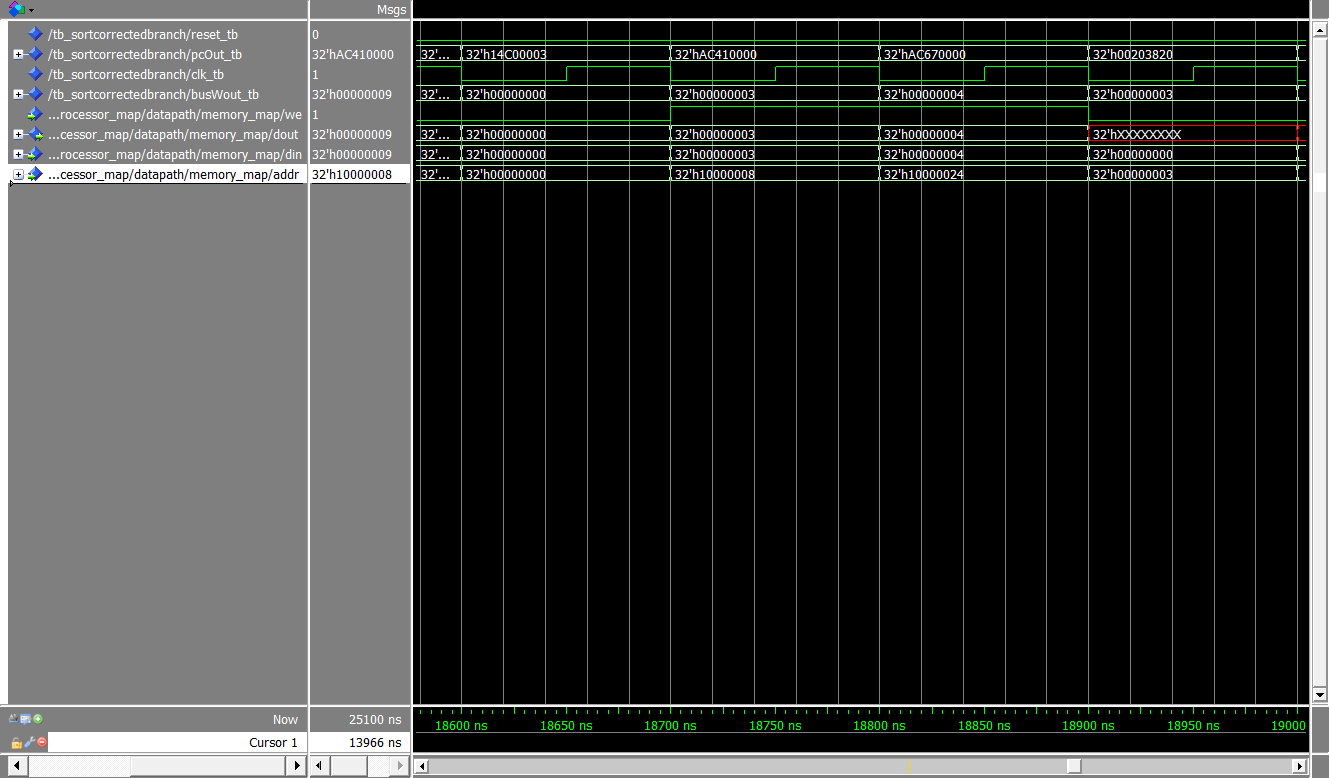 Msgs
/tb_sortcorrectedbranch/reset_tb 0
/tb_sortcorrectedbranch/pcOut_tb 32'hAC410000 32'... 32'h14C00003 32'hAC410000 32'hAC670000 32'h00203820
/tb_sortcorrectedbranch/clk_tb 1
/tb_sortcorrectedbranch/busWout_tb 32'h00000009 32'... 32'h00000000 32'h00000003 32'h00000004 32'h00000003
...rocessor_map/datapath/memory_map/we 1
...cessor_map/datapath/memory_map/dout 32'h00000009 32'... 32'h00000000 32'h00000003 32'h00000004 32'hXXXXXXXX
...rocessor_map/datapath/memory_map/din 32'h00000009 32'... 32'h00000000 32'h00000003 32'h00000004 32'h00000000
...cessor_map/datapath/memory_map/addr 32'h10000008 32'... 32'h00000000 32'h10000008 32'h10000024 32'h00000003
Now 25100 ns 18600 ns 18650 ns 18700 ns 18750 ns 18800 ns 18850 ns 18900 ns 18950 ns 19000
Cursor 1 13966 ns